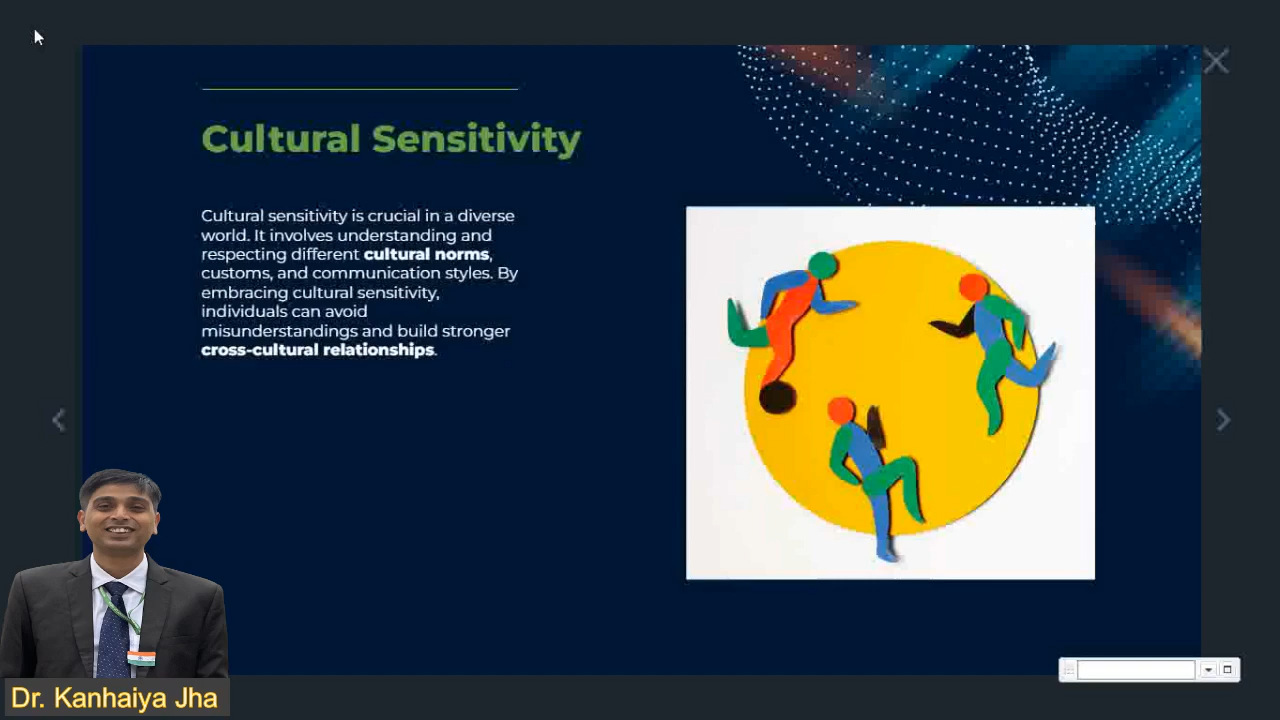 Cultural Sensitivity
Cultural sensitivity is crucial in a diverse
world. It involves understanding and
respecting different cultural norms,
customs, and communication styles. By
embracing cultural sensitivity,
individuals can avoid
misunderstandings and build stronger
cross-cultural relationships.
Dr. Kanhaiya Jha